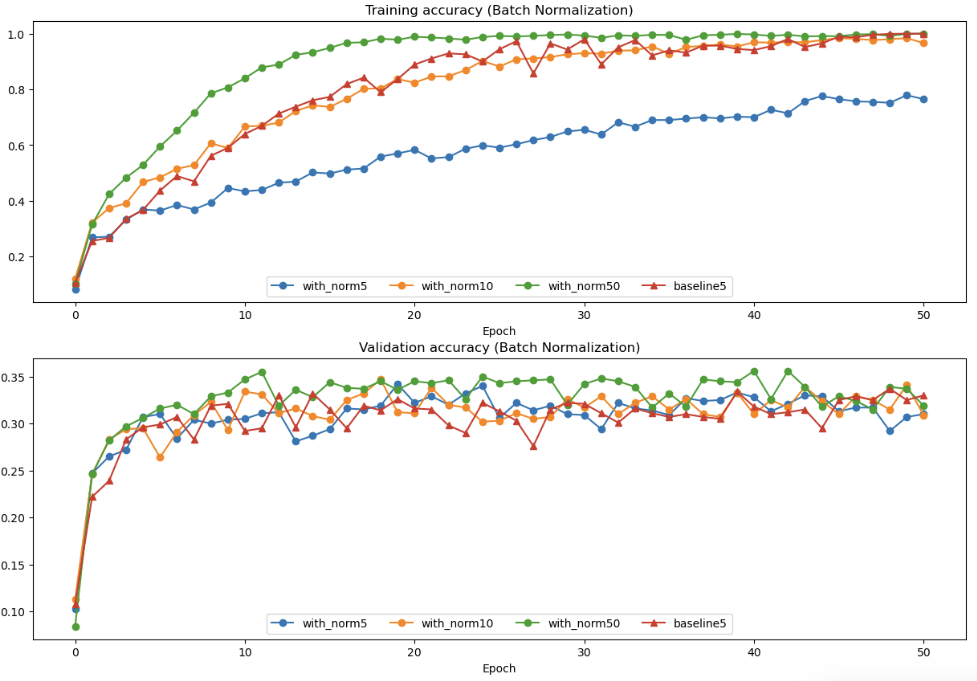 Training accuracy (Batch Normalization)
1.0
0.8
0.6
0.4
0.2
with_norm5 with_norm10 with_norm50 baseline5
0 10 20 30 40 50
Epoch
Validation accuracy (Batch Normalization)
0.35
0.30
0.25
0.20
0.15
0.10
with_norm5 with_norm10 with_norm50 baseline5
0 10 20 30 40 50
Epoch